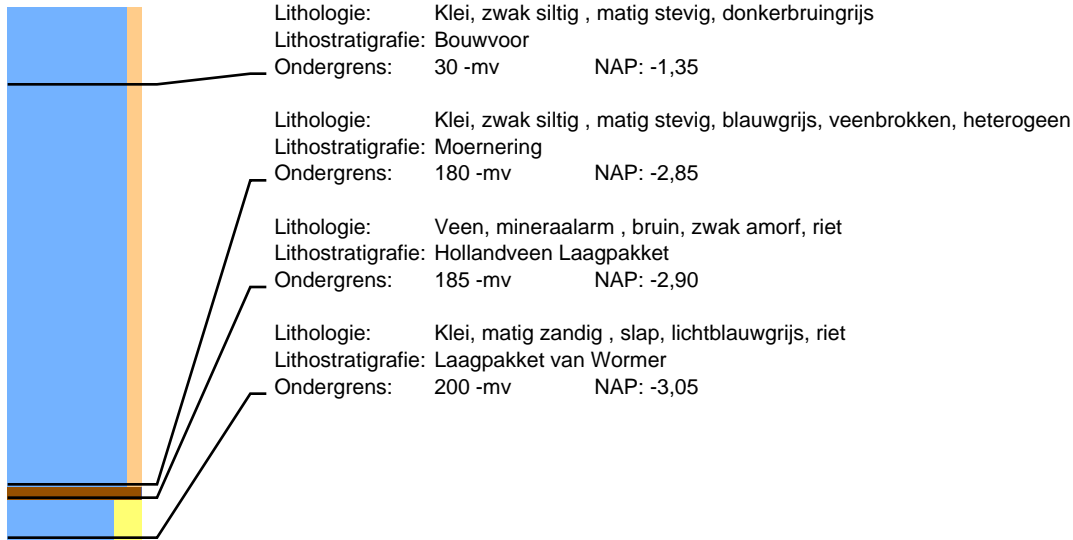 Lithologie: Klei, zwak siltig , matig stevig, donkerbruingrijs
Lithostratigrafie: Bouwvoor
Ondergrens: 30 -mv NAP: -1,35
Lithologie: Klei, zwak siltig , matig stevig, blauwgrijs, veenbrokken, heterogeen
Lithostratigrafie: Moernering
Ondergrens: 180 -mv NAP: -2,85
Lithologie: Veen, mineraalarm , bruin, zwak amorf, riet
Lithostratigrafie: Hollandveen Laagpakket
Ondergrens: 185 -mv NAP: -2,90
Lithologie: Klei, matig zandig , slap, lichtblauwgrijs, riet
Lithostratigrafie: Laagpakket van Wormer
Ondergrens: 200 -mv NAP: -3,05